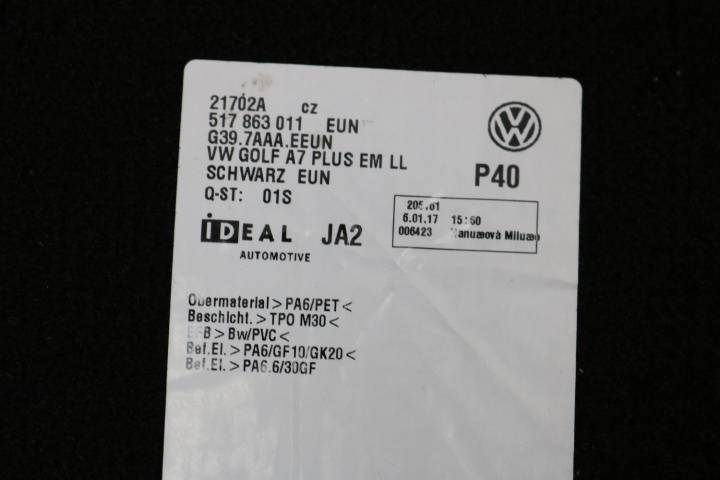 21702A CZ
517 863 011 EUN
G39.7AAA.EEUN
VW GOLF A7 PLUS EM LL
SCHWARZ EUN
Q-ST: 01S
VW
P40
6.01.17 15:50
006423
iDEAL JA2
AUTOMOTIVE
Obermaterial > PA6/PET <
Beschicht. > TPO M30 <
EFB > Bw/PVC <
Bef.El. > PA6/GF10/GK20 <
Bef.El. > PA6.6/30GF